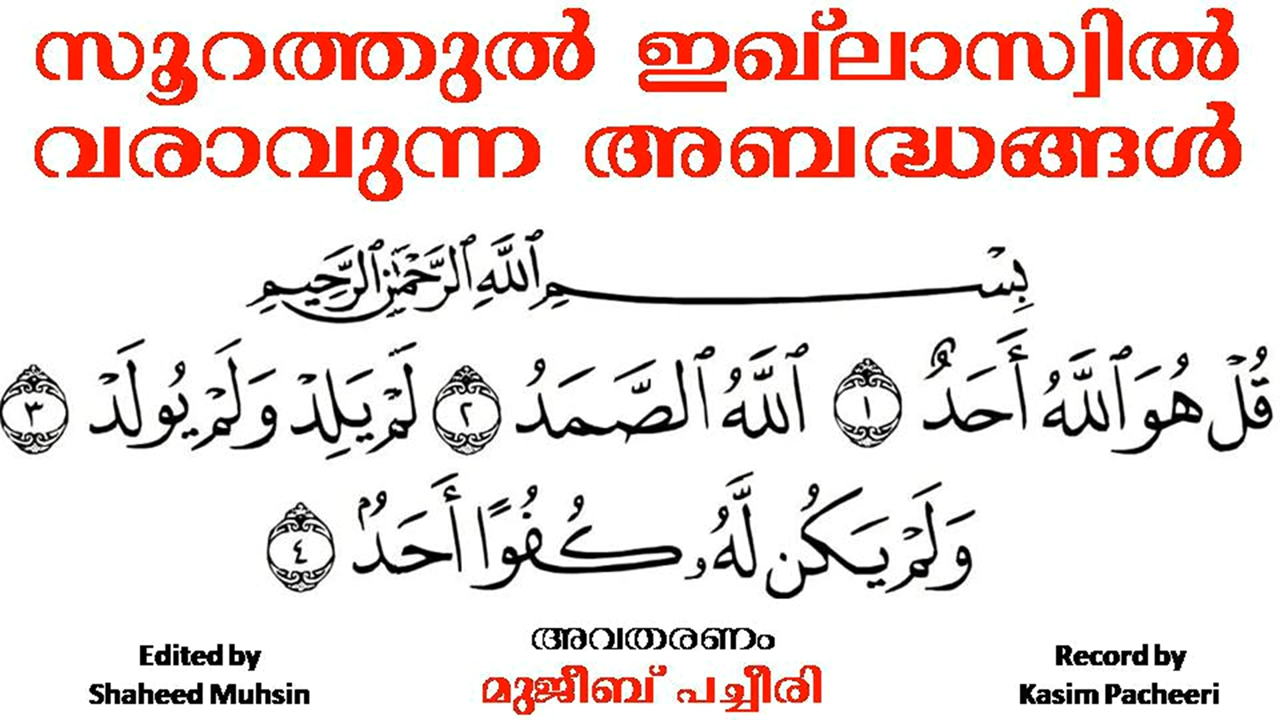 സൂറത്തുൽ ഇഖ്‌ലാസ്വിൽ
വരാവുന്ന അബദ്ധങ്ങൾ
بِسْمِ اللَّهِ الرَّحْمَٰنِ الرَّحِيمِ
قُلْ هُوَ اللَّهُ أَحَدٌ ١ اللَّهُ الصَّمَدُ ٢ لَمْ يَلِدْ وَلَمْ يُولَدْ ٣
وَلَمْ يَكُن لَّهُۥ كُفُوًا أَحَدٌۢ ٤
അവതരണം
മുജീബ് പച്ചീരി
Edited by
Shaheed Muhsin
Record by
Kasim Pacheeri